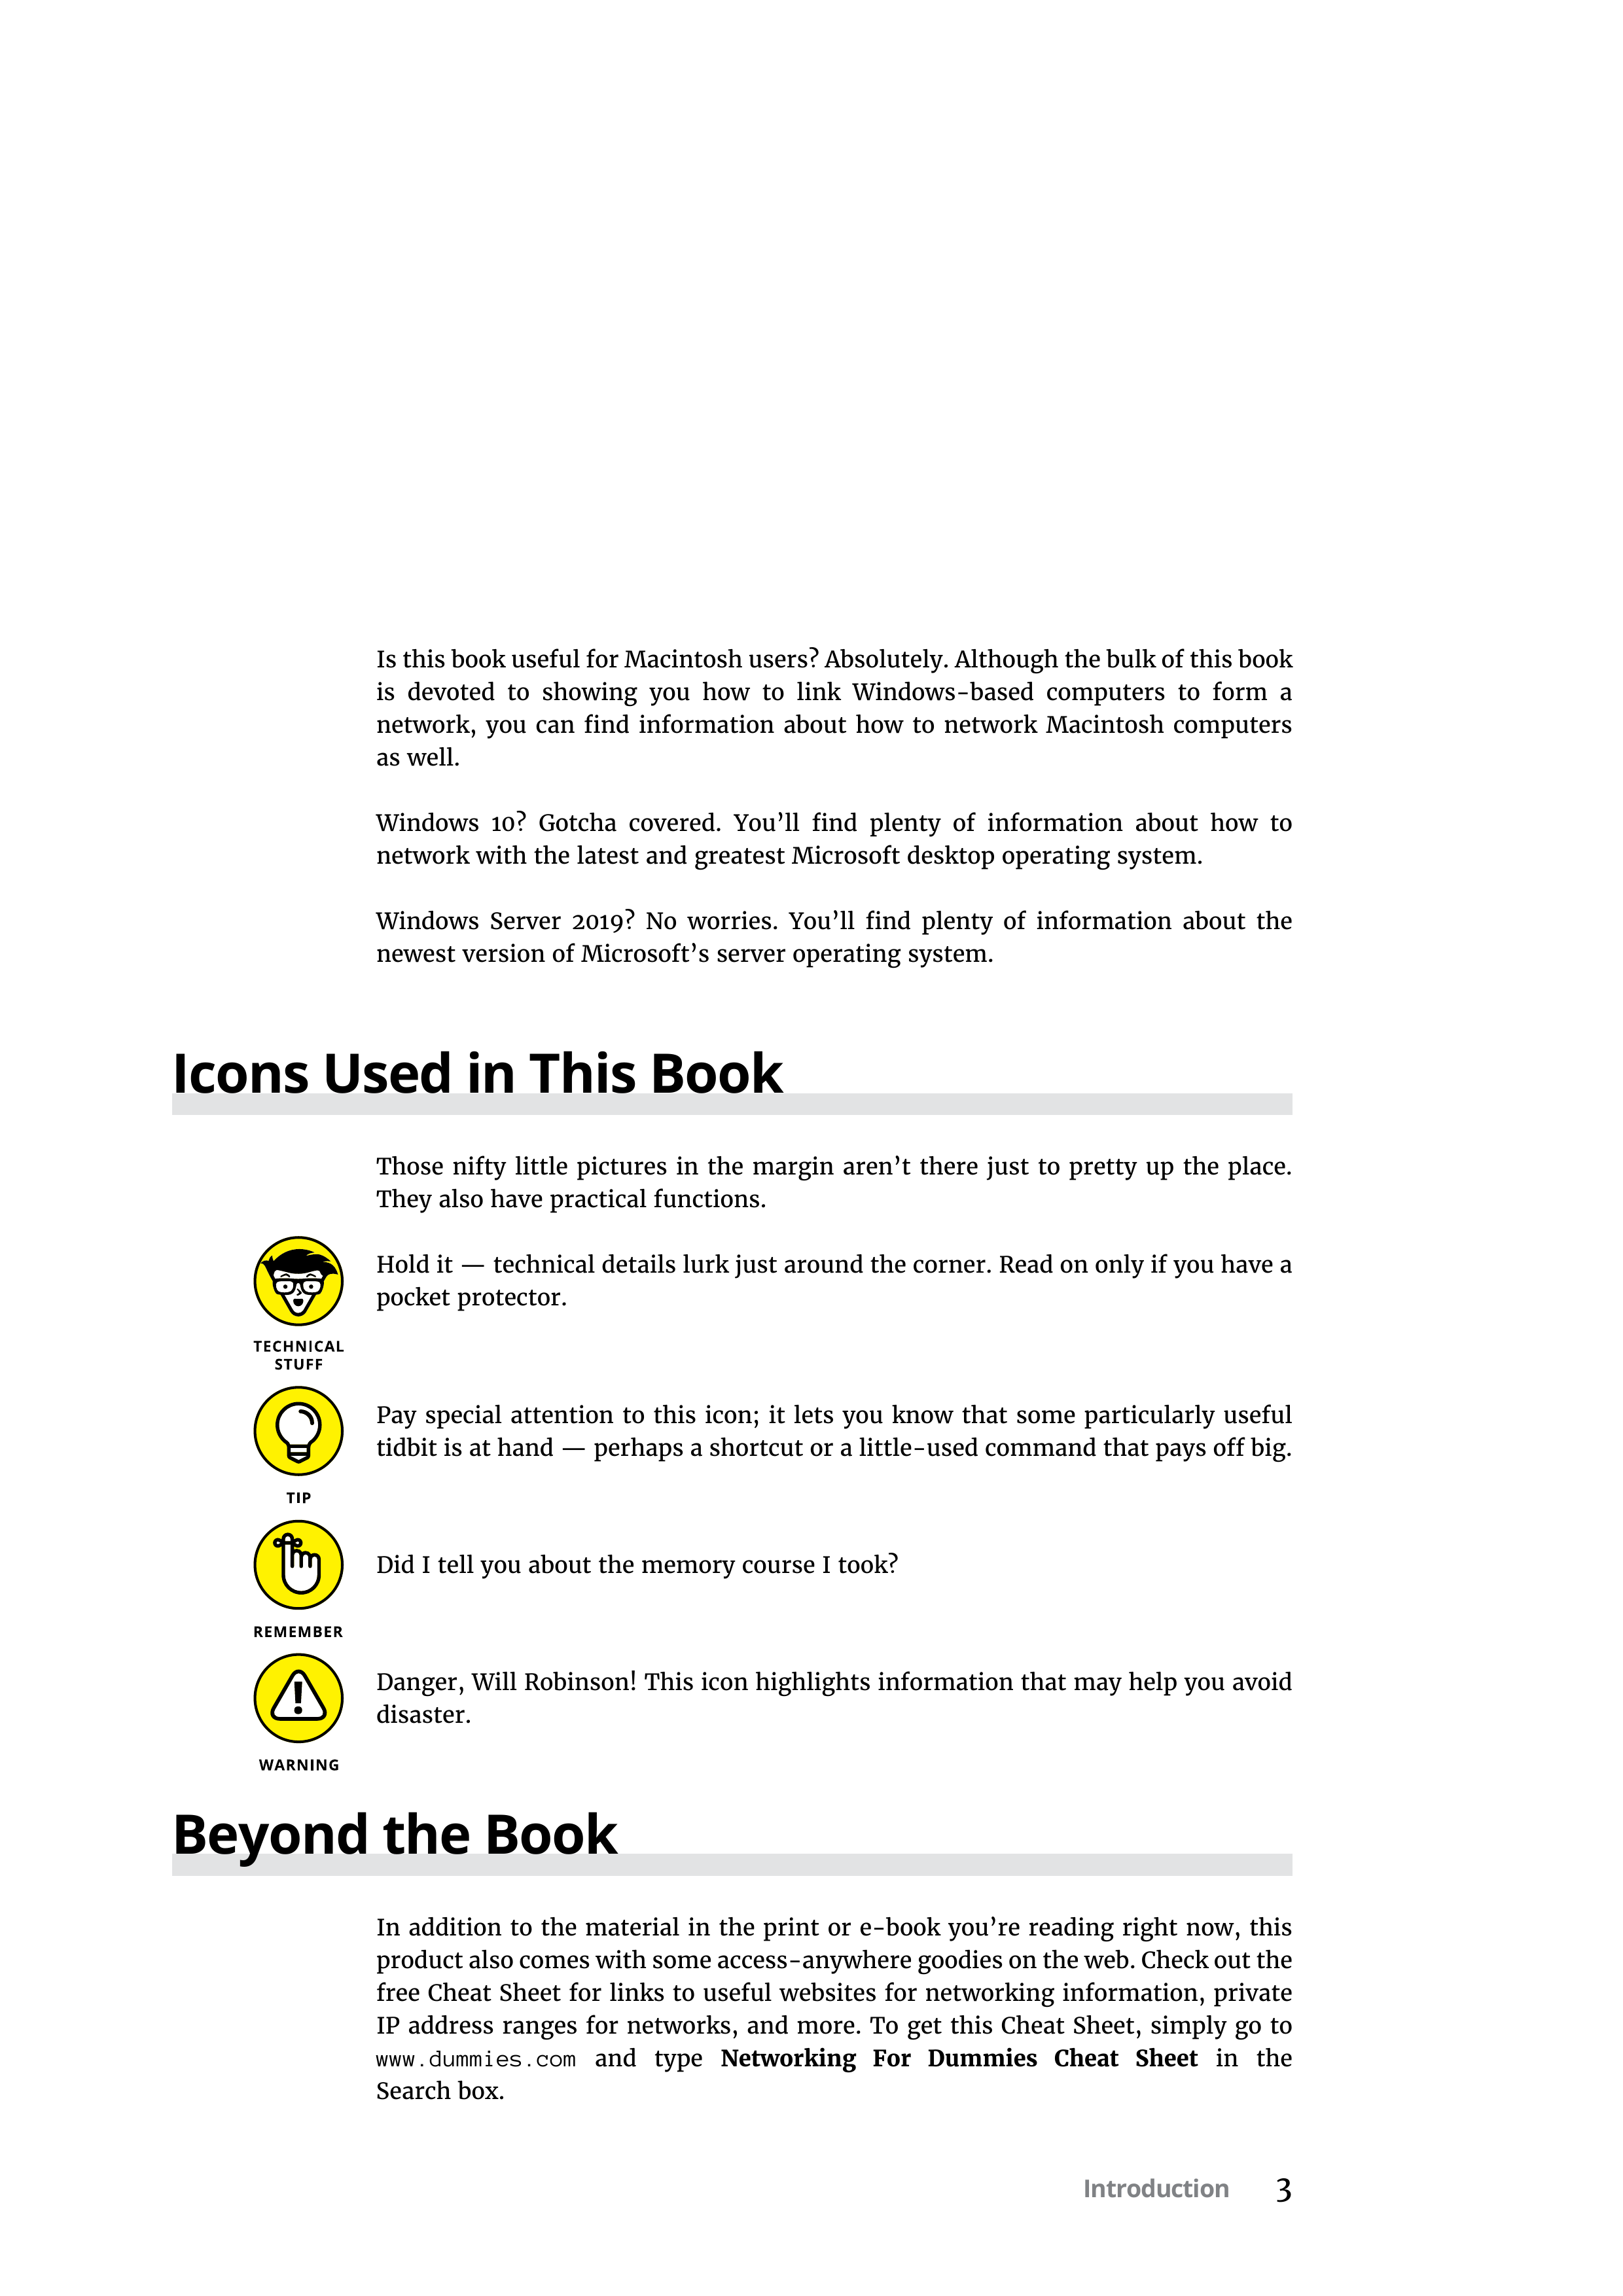 Is this book useful for Macintosh users? Absolutely. Although the bulk of this book
is devoted to showing you how to link Windows-based computers to form a
network, you can find information about how to network Macintosh computers
as well.
Windows 10? Gotcha covered. You’ll find plenty of information about how to
network with the latest and greatest Microsoft desktop operating system.
Windows Server 2019? No worries. You’ll find plenty of information about the
newest version of Microsoft’s server operating system.
Icons Used in This Book
Those nifty little pictures in the margin aren’t there just to pretty up the place.
They also have practical functions.
Hold it — technical details lurk just around the corner. Read on only if you have a
pocket protector.
TECHNICAL
STUFF
Pay special attention to this icon; it lets you know that some particularly useful
tidbit is at hand — perhaps a shortcut or a little-used command that pays off big.
TIP
Did I tell you about the memory course I took?
REMEMBER
Danger, Will Robinson! This icon highlights information that may help you avoid
disaster.
WARNING
Beyond the Book
In addition to the material in the print or e-book you’re reading right now, this
product also comes with some access-anywhere goodies on the web. Check out the
free Cheat Sheet for links to useful websites for networking information, private
IP address ranges for networks, and more. To get this Cheat Sheet, simply go to
www.dummies.com and type Networking For Dummies Cheat Sheet in the
Search box.
Introduction 3